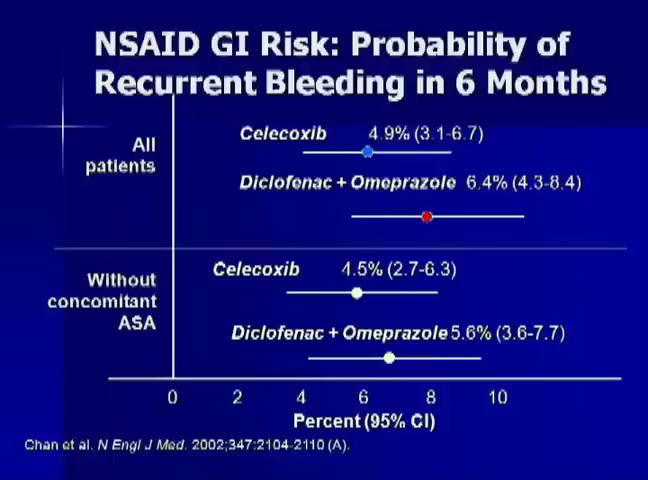 NSAID GI Risk: Probability of
Recurrent Bleeding in 6 Months
All
patients
Celecoxib 4.9% (3.1-6.7)
Diclofenac + Omeprazole 6.4% (4.3-8.4)
Without
concomitant
ASA
Celecoxib 4.5% (2.7-6.3)
Diclofenac + Omeprazole 5.6% (3.6-7.7)
0 2 4 6 8 10
Percent (95% CI)
Chan et al. N Engl J Med. 2002;347:2104-2110 (A).